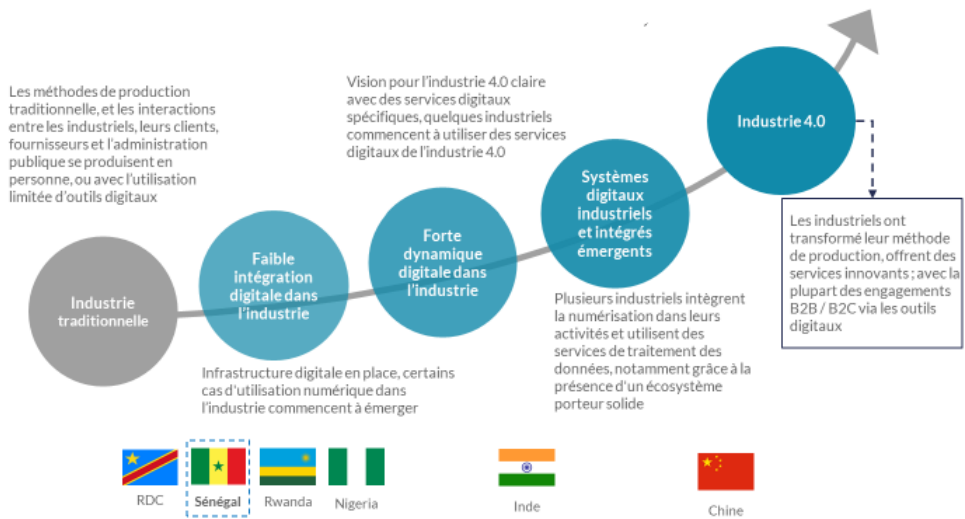 Les méthodes de production
traditionnelle, et les interactions
entre les industriels, leurs clients,
fournisseurs et l'administration
publique se produisent en
personne, ou avec l'utilisation
limitée d'outils digitaux
Vision pour l'industrie 4.0 claire
avec des services digitaux
spécifiques, quelques industriels
commencent à utiliser des services
digitaux de l'industrie 4.0
Industrie
traditionnelle
Faible
intégration
digitale dans
l'industrie
Forte
dynamique
digitale dans
l'industrie
Systèmes
digitaux
industriels
et intégrés
émergents
Industrie 4.0
Les industriels ont
transformé leur méthode
de production, offrent des
services innovants ; avec la
plupart des engagements
B2B / B2C via les outils
digitaux
Infrastructure digitale en place, certains
cas d'utilisation numérique dans
l'industrie commencent à émerger
Plusieurs industriels intègrent
la numérisation dans leurs
activités et utilisent des
services de traitement des
données, notamment grâce à la
présence d'un écosystème
porteur solide
RDC
Sénégal
Rwanda
Nigeria
Inde
Chine